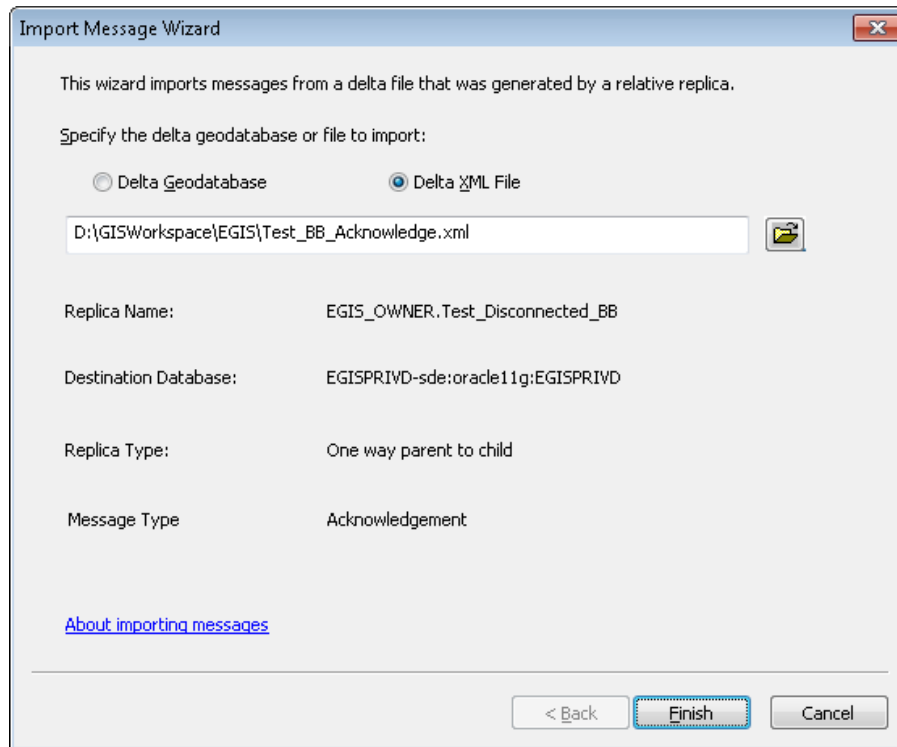 Import Message Wizard
This wizard imports messages from a delta file that was generated by a relative replica.
Specify the delta geodatabase or file to import:
Delta Geodatabase Delta XML File
D:\GISWorkspace\EGIS\Test_BB_Acknowledge.xml
Replica Name: EGIS_OWNER.Test_Disconnected_BB
Destination Database: EGISPRIVD-sde:oracle11g:EGISPRIVD
Replica Type: One way parent to child
Message Type Acknowledgement
About importing messages
< Back Finish Cancel